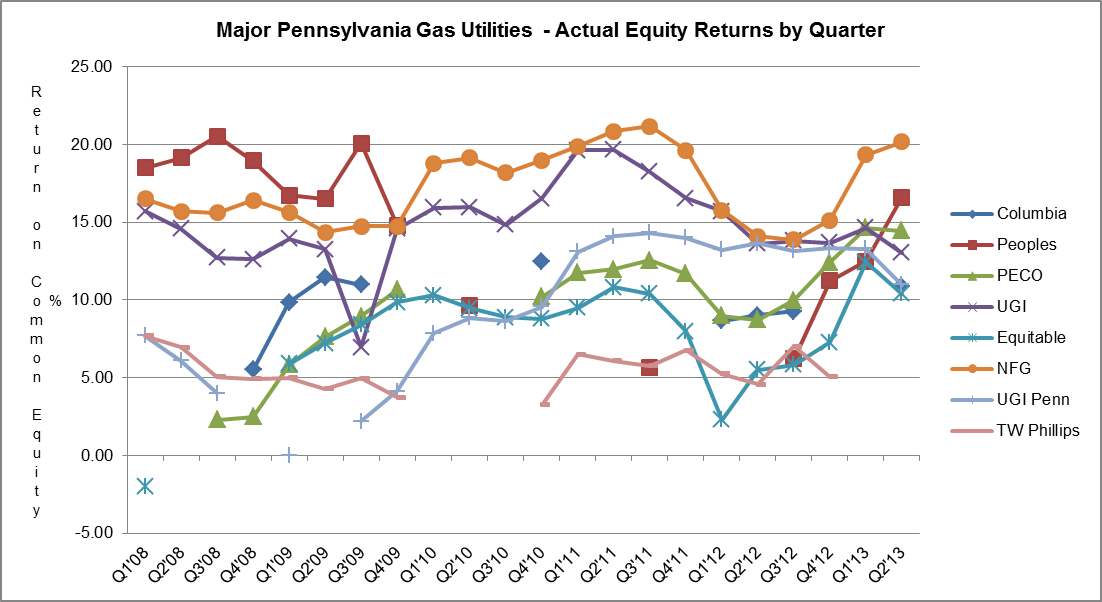 Major Pennsylvania Gas Utilities - Actual Equity Returns by Quarter
Return on Common Equity
%
25.00
20.00
15.00
10.00
5.00
0.00
-5.00
Q1'08
Q2'08
Q3'08
Q4'08
Q1'09
Q2'09
Q3'09
Q4'09
Q1'10
Q2'10
Q3'10
Q4'10
Q1'11
Q2'11
Q3'11
Q4'11
Q1'12
Q2'12
Q3'12
Q4'12
Q1'13
Q2'13
Columbia
Peoples
PECO
UGI
Equitable
NFG
UGI Penn
TW Phillips